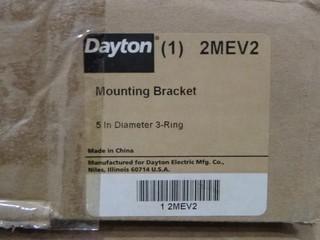 Dayton® (1) 2MEV2
Mounting Bracket
5 In Diameter 3-Ring
Made in China
Manufactured for Dayton Electric Mfg. Co.,
Niles, Illinois 60714 U.S.A.
1 2MEV2